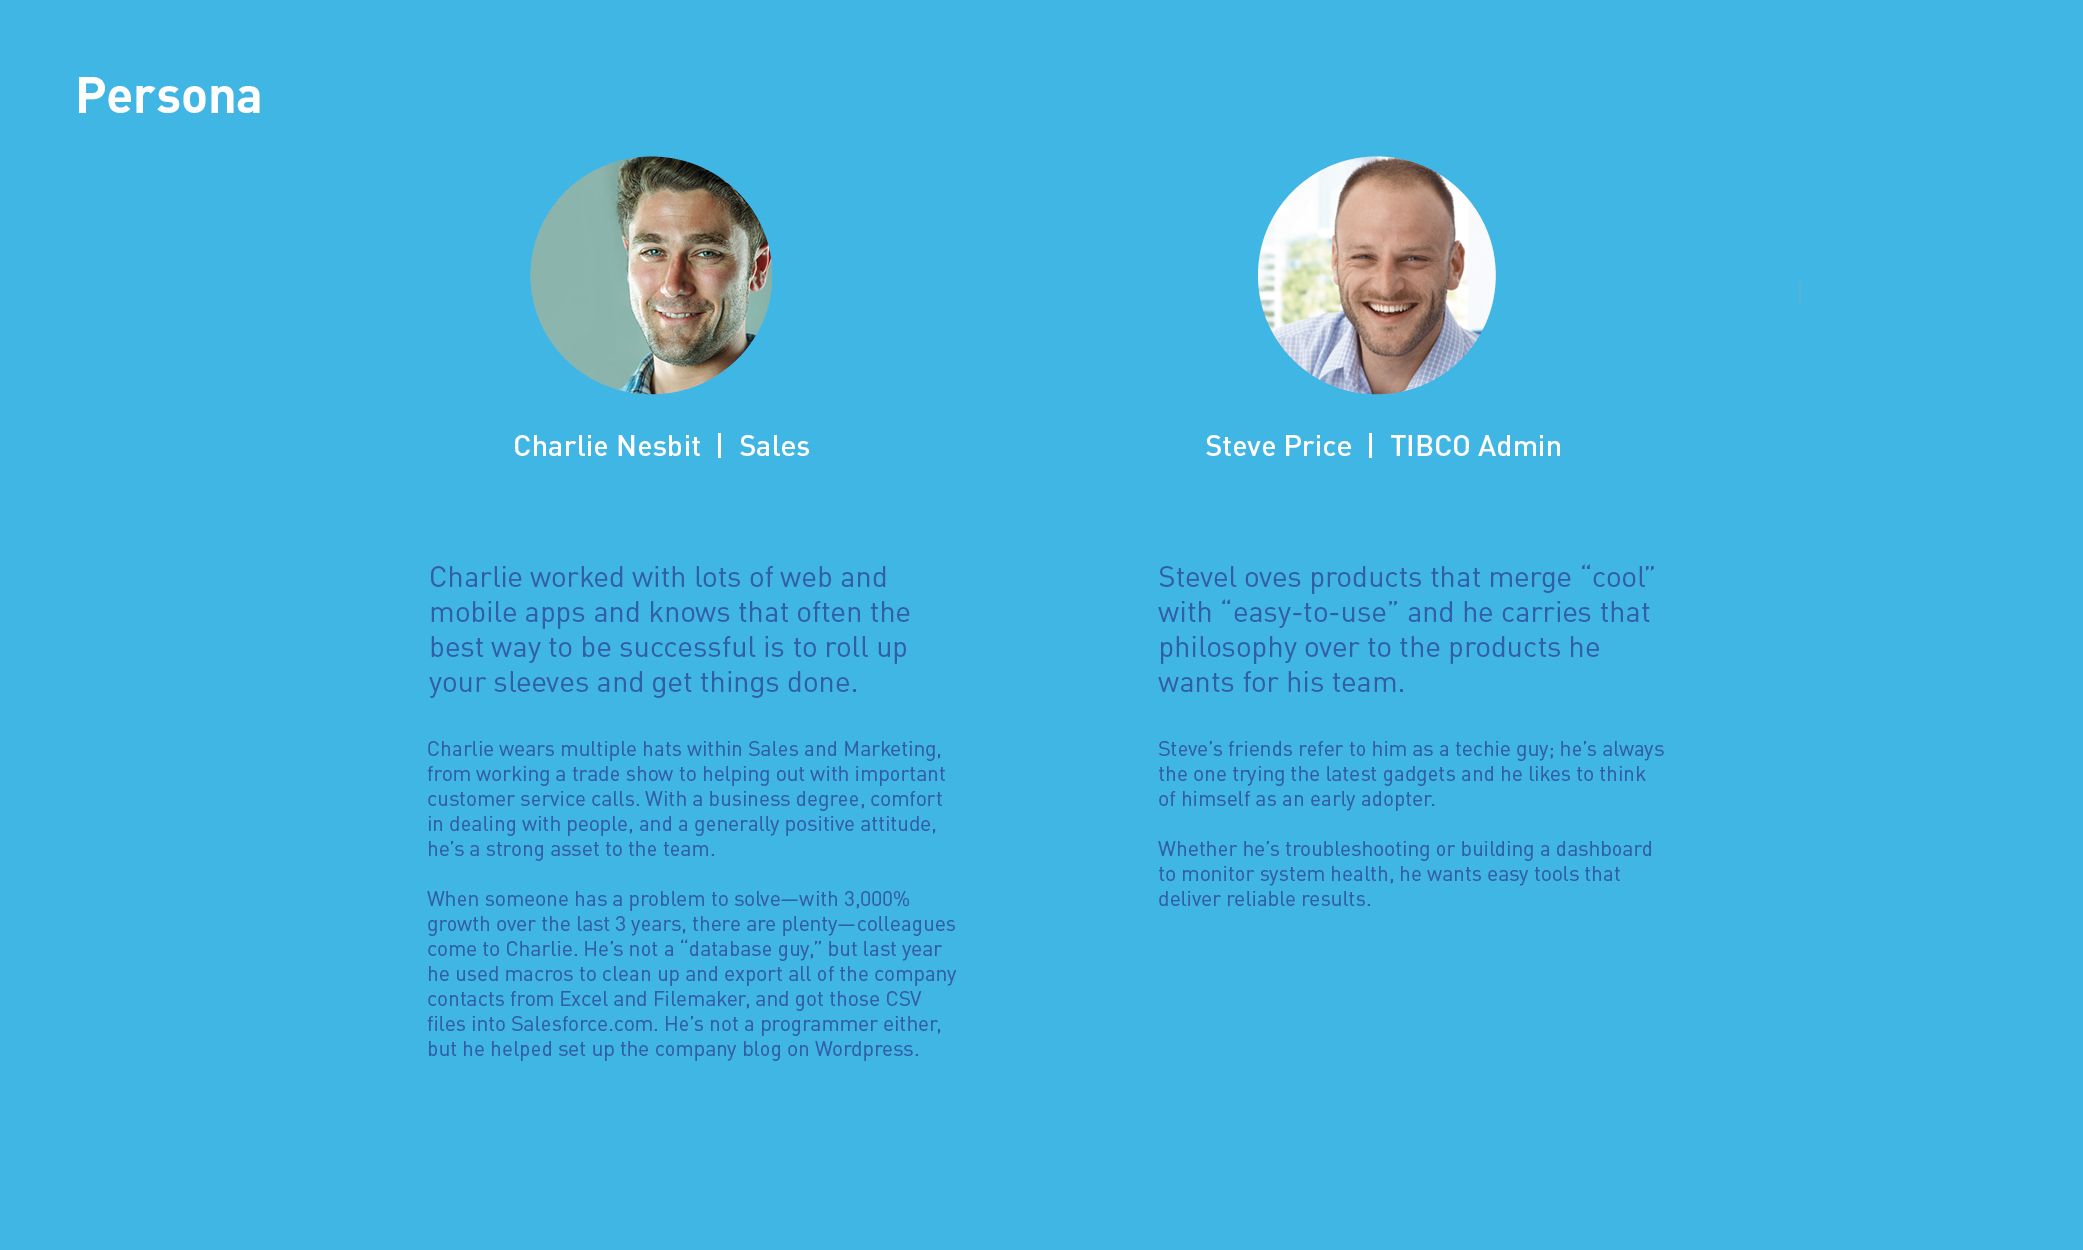 Persona
Charlie Nesbit | Sales
Charlie worked with lots of web and
mobile apps and knows that often the
best way to be successful is to roll up
your sleeves and get things done.
Charlie wears multiple hats within Sales and Marketing,
from working a trade show to helping out with important
customer service calls. With a business degree, comfort
in dealing with people, and a generally positive attitude,
he’s a strong asset to the team.
When someone has a problem to solve—with 3,000%
growth over the last 3 years, there are plenty—colleagues
come to Charlie. He’s not a “database guy,” but last year
he used macros to clean up and export all of the company
contacts from Excel and Filemaker, and got those CSV
files into Salesforce.com. He’s not a programmer either,
but he helped set up the company blog on Wordpress.
Steve Price | TIBCO Admin
Stevel oves products that merge “cool”
with “easy-to-use” and he carries that
philosophy over to the products he
wants for his team.
Steve’s friends refer to him as a techie guy; he’s always
the one trying the latest gadgets and he likes to think
of himself as an early adopter.
Whether he’s troubleshooting or building a dashboard
to monitor system health, he wants easy tools that
deliver reliable results.